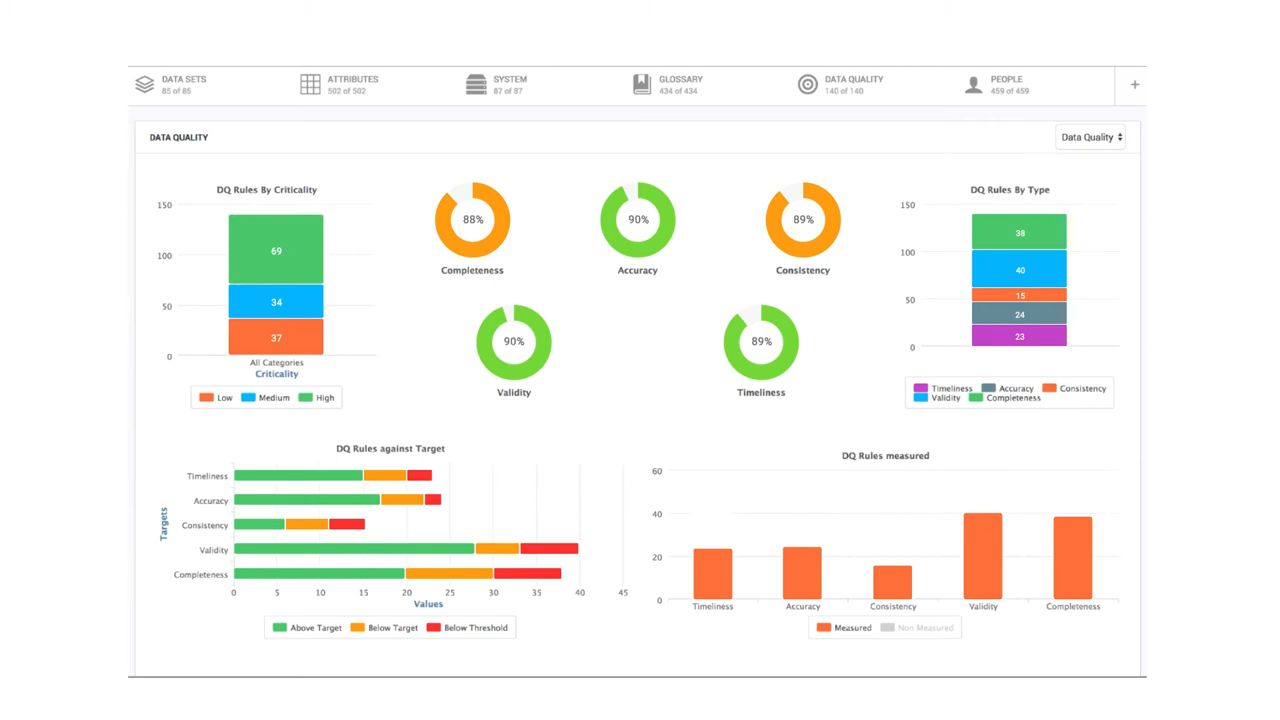 DATA SETS
85 of 85
ATTRIBUTES
502 of 502
SYSTEM
87 of 87
GLOSSARY
434 of 434
DATA QUALITY
140 of 140
PEOPLE
459 of 459
+
DATA QUALITY
Data Quality
DQ Rules By Criticality
150
100
50
0
69
34
37
All Categories
Criticality
Low Medium High
88%
Completeness
90%
Accuracy
89%
Consistency
90%
Validity
89%
Timeliness
DQ Rules By Type
150
100
50
0
38
40
15
24
23
Timeliness Accuracy Consistency
Validity Completeness
DQ Rules against Target
Targets
Timeliness
Accuracy
Consistency
Validity
Completeness
0 5 10 15 20 25 30 35 40 45
Values
Above Target Below Target Below Threshold
DQ Rules measured
60
40
20
0
Timeliness Accuracy Consistency Validity Completeness
Measured Non Measured